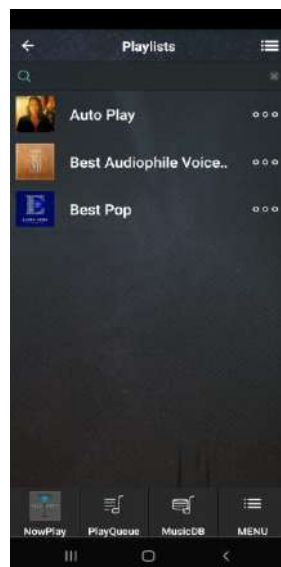 Playlists
Auto Play
Best Audiophile Voice..
Best Pop
NowPlay PlayQueue MusicDB MENU